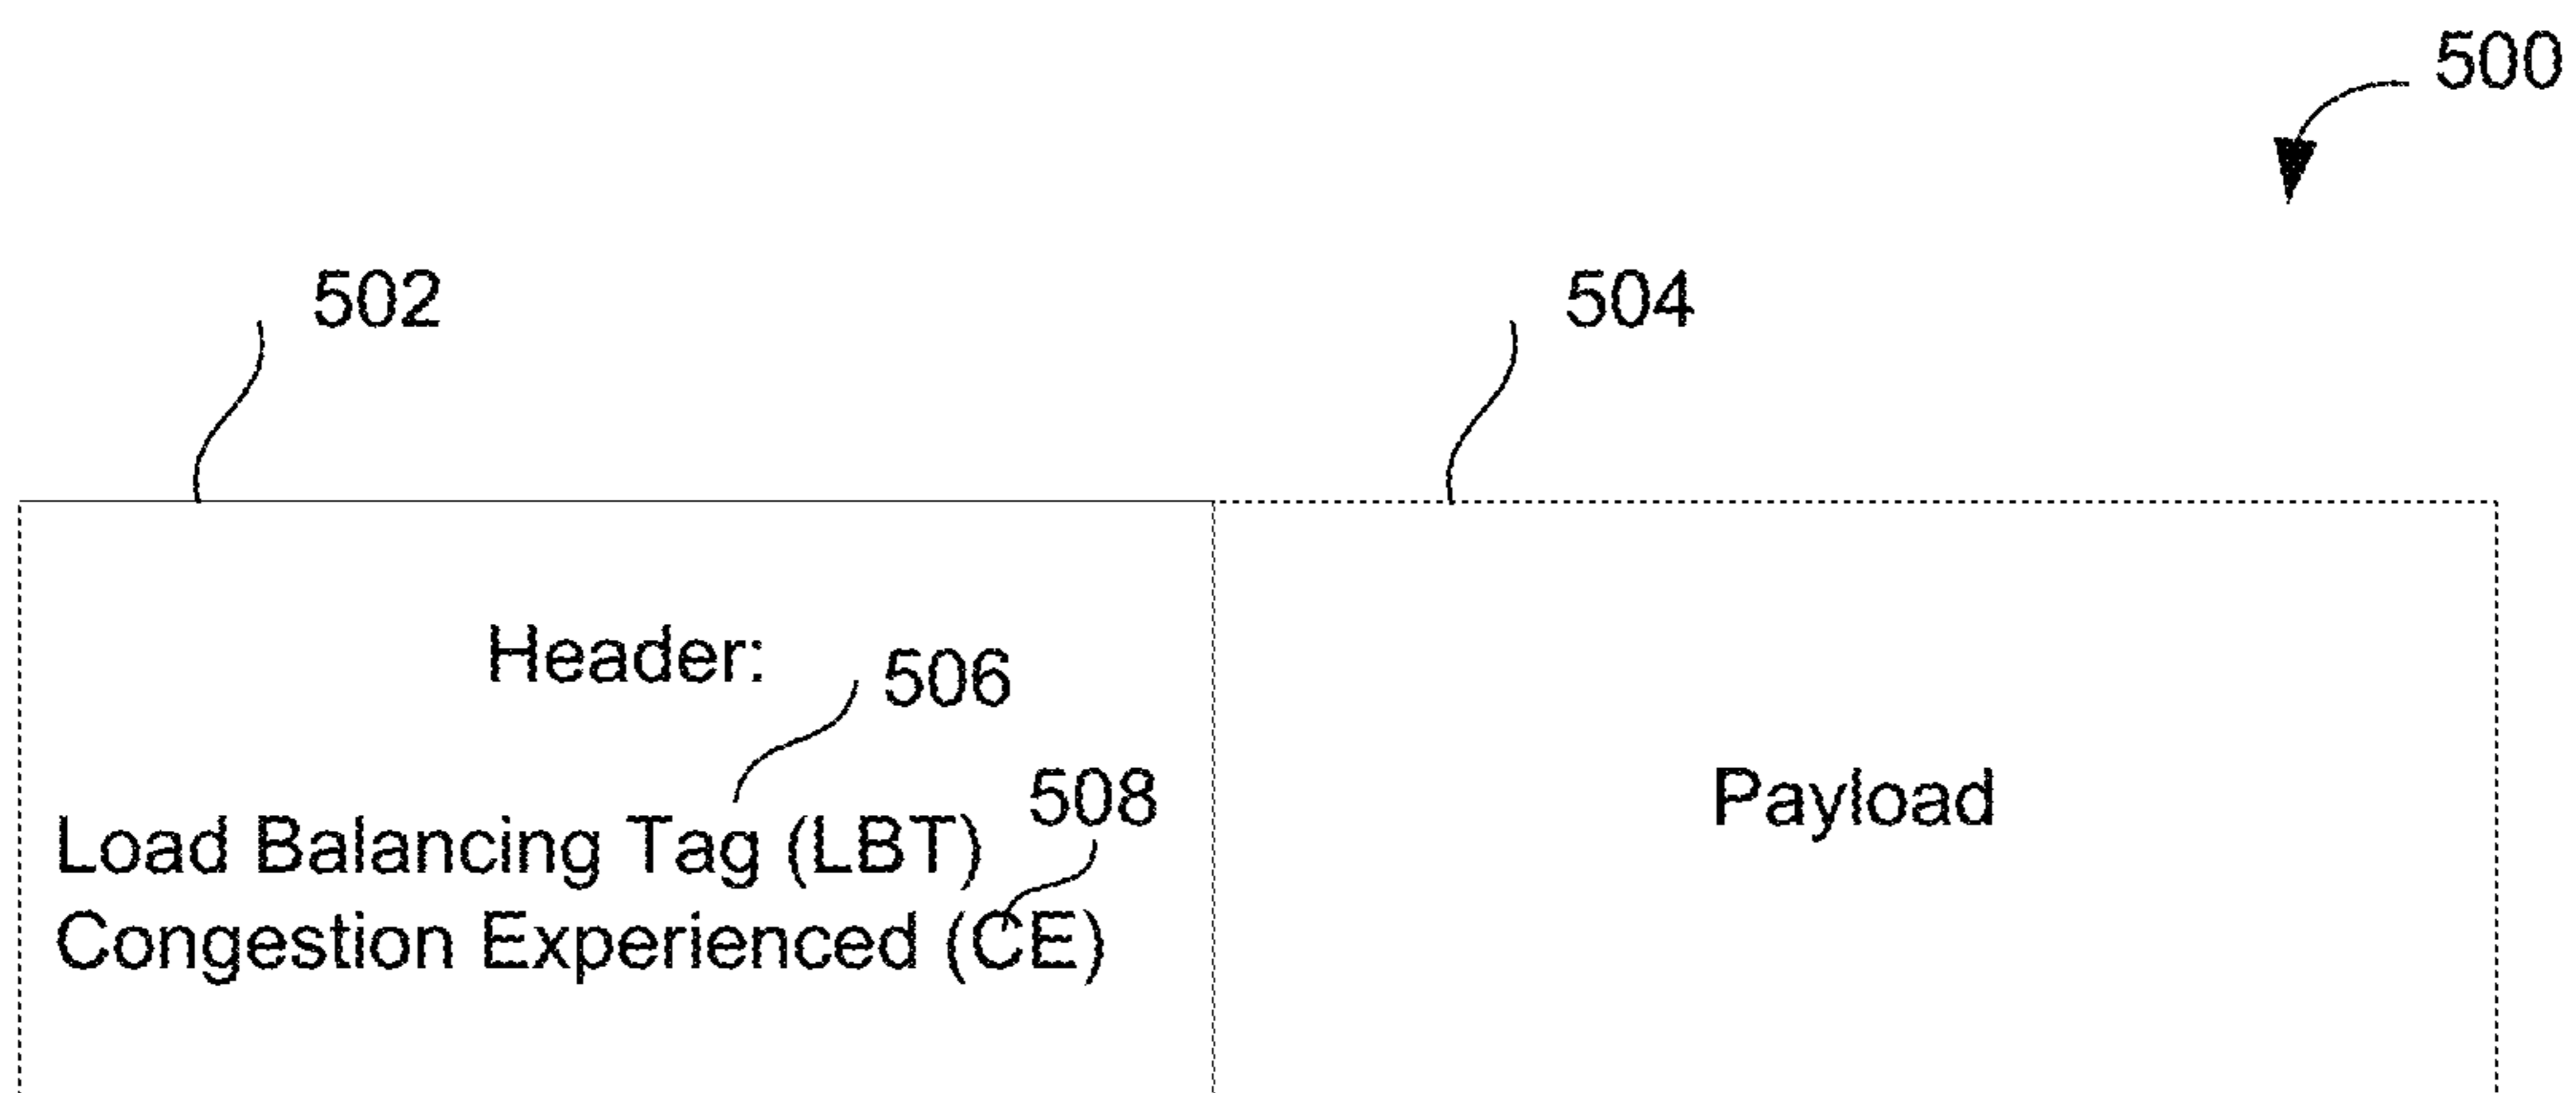 500
502
504
Header:
506
508
Load Balancing Tag (LBT)
Payload
Congestion Experienced (CE)